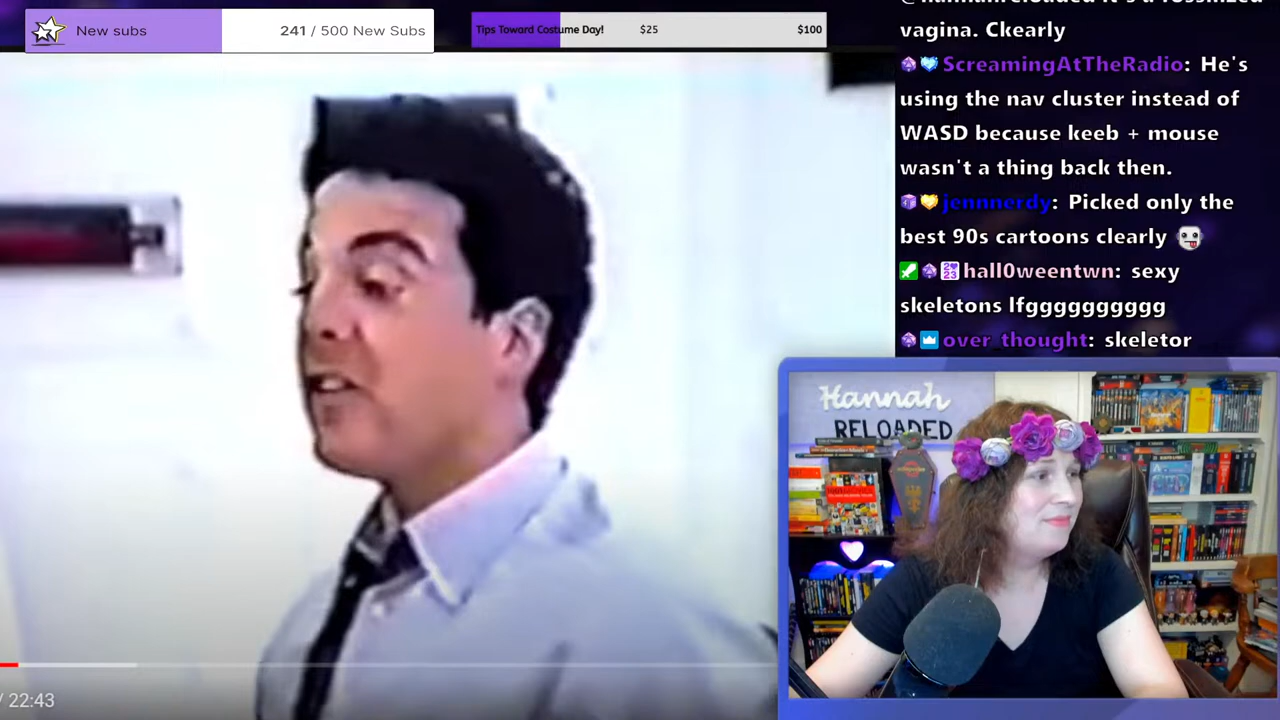 New subs
241 / 500 New Subs
Tips Toward Costume Day!
$25
$100
vagina. Ckearly
ScreamingAtTheRadio: He's
using the nav cluster instead of
WASD because keeb + mouse
wasn't a thing back then.
jennnerdy: Picked only the
best 90s cartoons clearly
hall0weentwn: sexy
skeletons lfgggggggggg
over_thought: skeletor
Hannah
RELOADED
/ 22:43